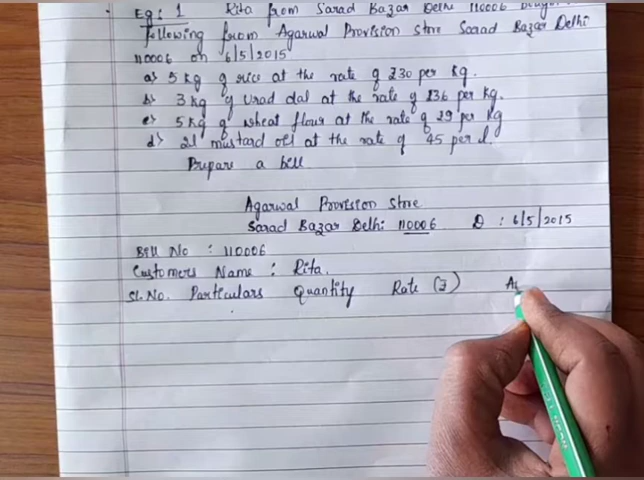 Eg: 1 Rita from Sarad Bazar Delhi 110006
following from Agarwal Provision store Sarad Bazar Delhi
110006 on 6/5/2015
a) 5 kg of rice at the rate of ₹30 per kg.
b) 3 kg of Urad dal at the rate of ₹36 per kg.
c) 5 kg of wheat flour at the rate of 29 per kg
d) 2l mustard oil at the rate of 45 per l.
Prepare a bill
Agarwal Provision Store
Sarad Bazar Delhi 110006 D : 6/5/2015
Bill No : 110006
Customers Name : Rita.
Sl. No. Particulars Quantity Rate (₹)